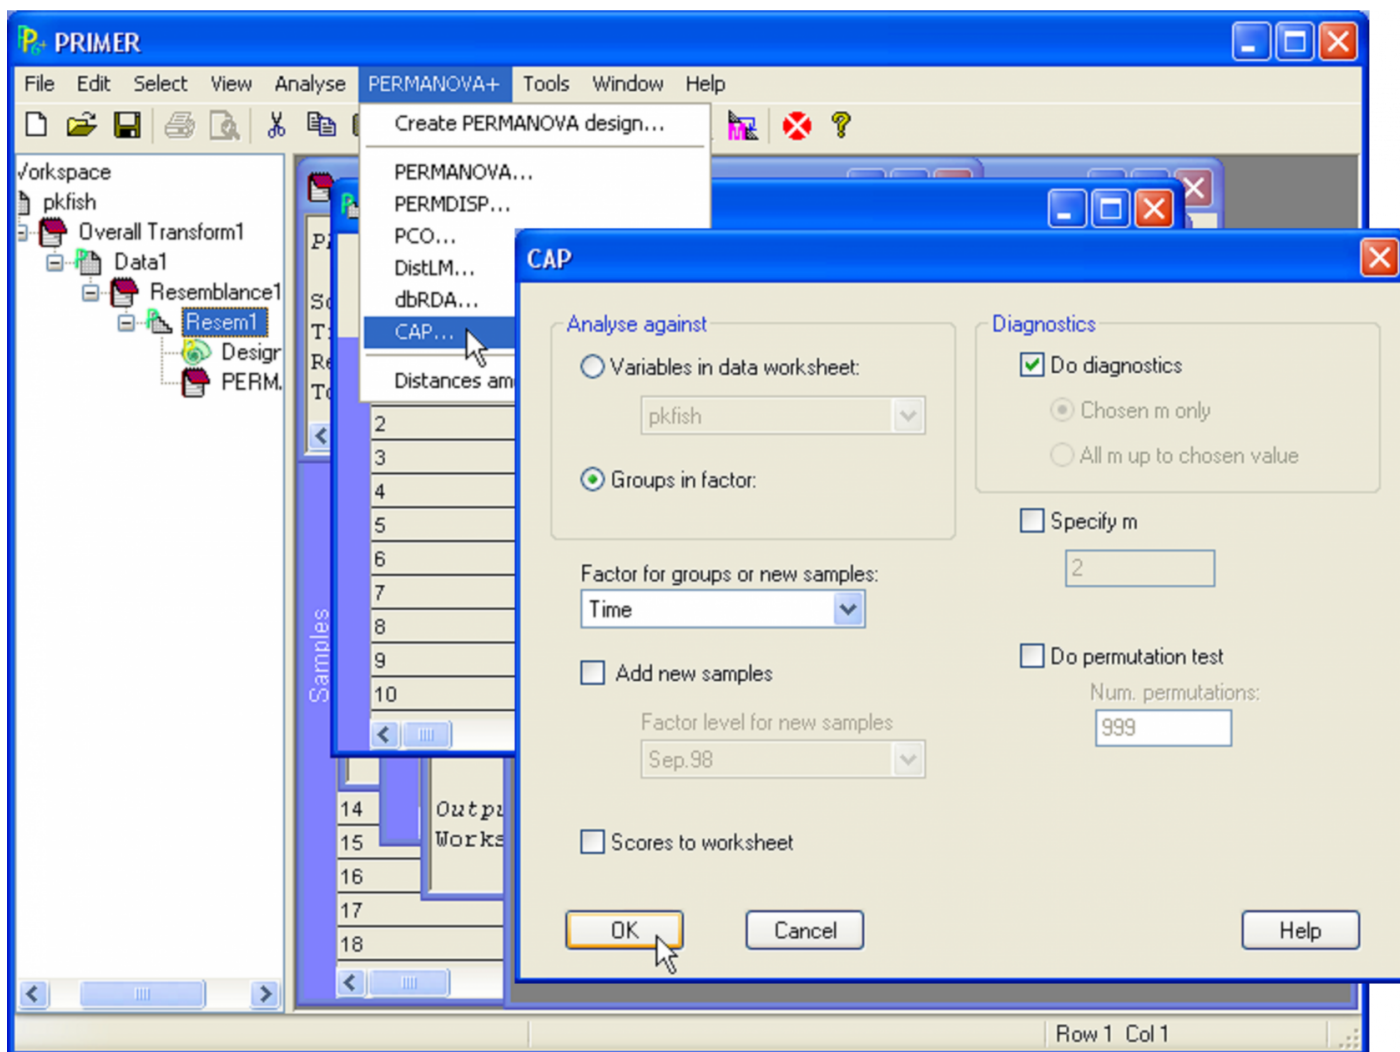 PRIMER
File Edit Select View Analyse PERMANOVA+ Tools Window Help
Create PERMANOVA design...
PERMANOVA...
PERMDISP...
PCO...
DistLM...
dbRDA...
CAP...
Distances am
Workspace
pkfish
Overall Transform1
Data1
Resemblance1
Resem1
Design
PERM.
2
3
4
5
6
7
8
9
10
Samples
14
15
16
17
18
Outpu
Works
CAP
Analyse against
Variables in data worksheet:
pkfish
Groups in factor:
Factor for groups or new samples:
Time
Add new samples
Factor level for new samples
Sep.98
Scores to worksheet
Diagnostics
Do diagnostics
Chosen m only
All m up to chosen value
Specify m
2
Do permutation test
Num. permutations:
999
OK Cancel Help
Row 1 Col 1